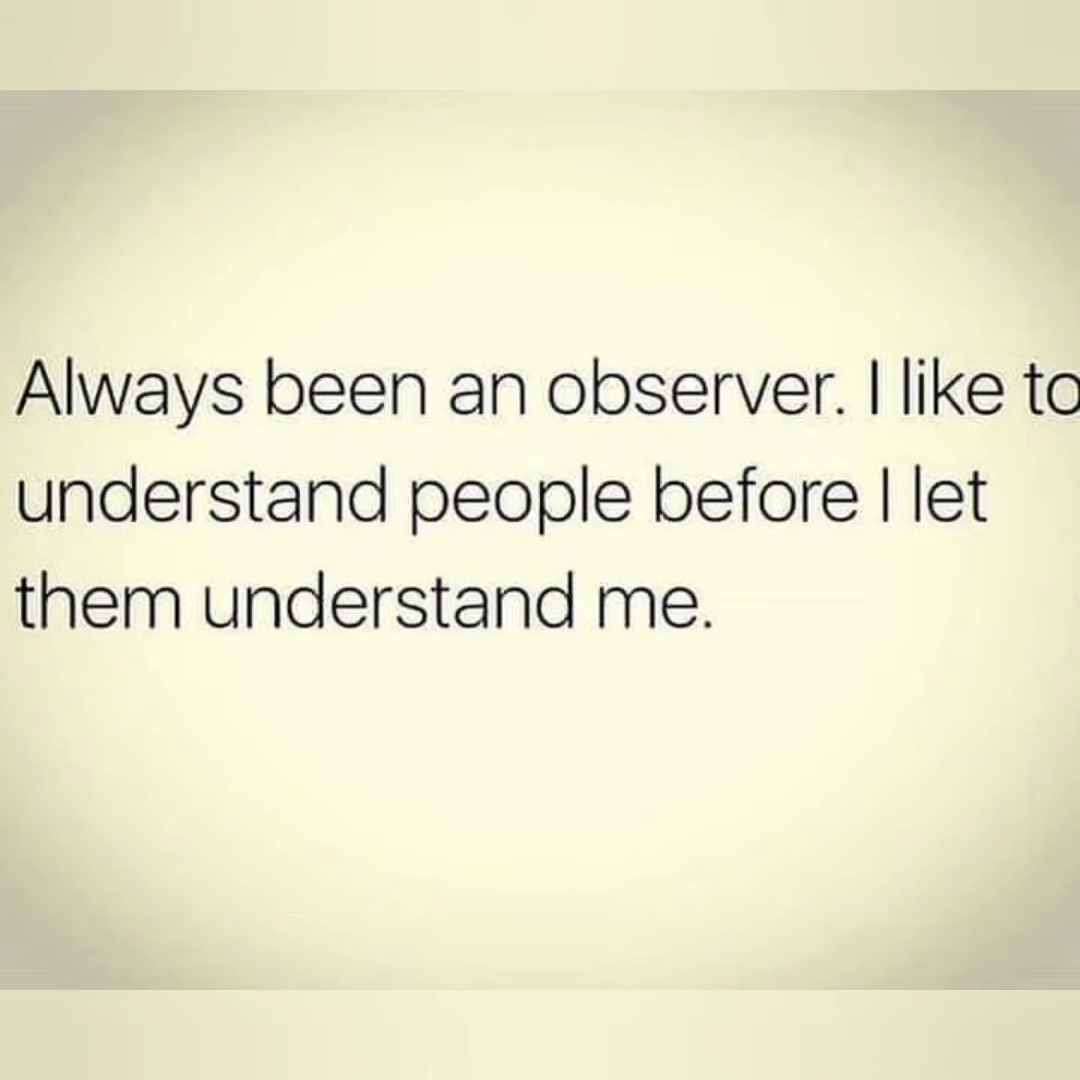 Always been an observer. I like to
understand people before I let
them understand me.